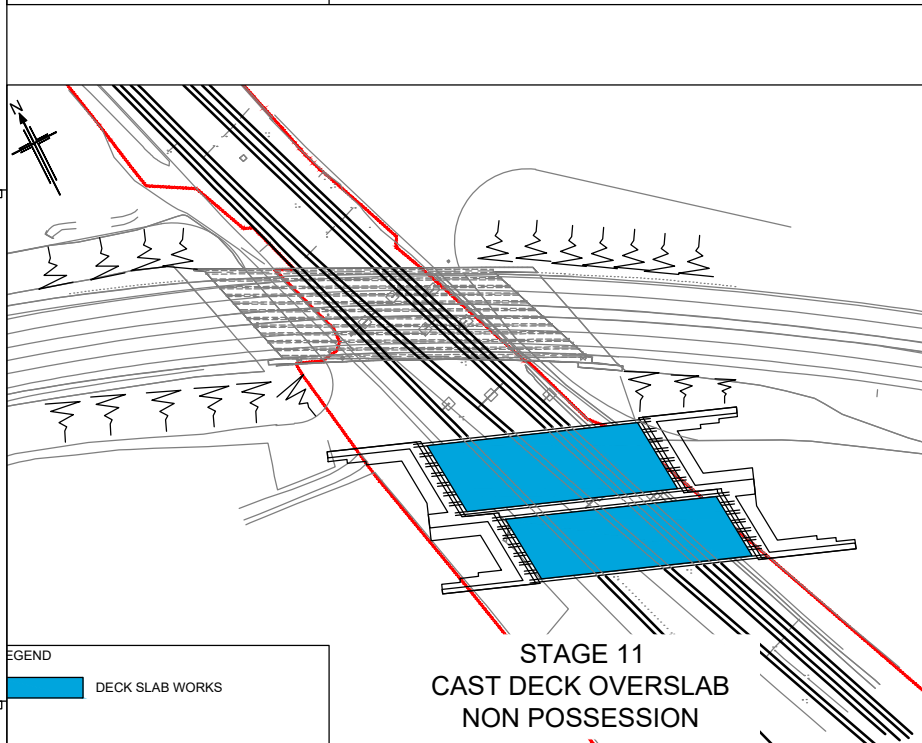 N
EGEND
DECK SLAB WORKS
STAGE 11
CAST DECK OVERSLAB
NON POSSESSION